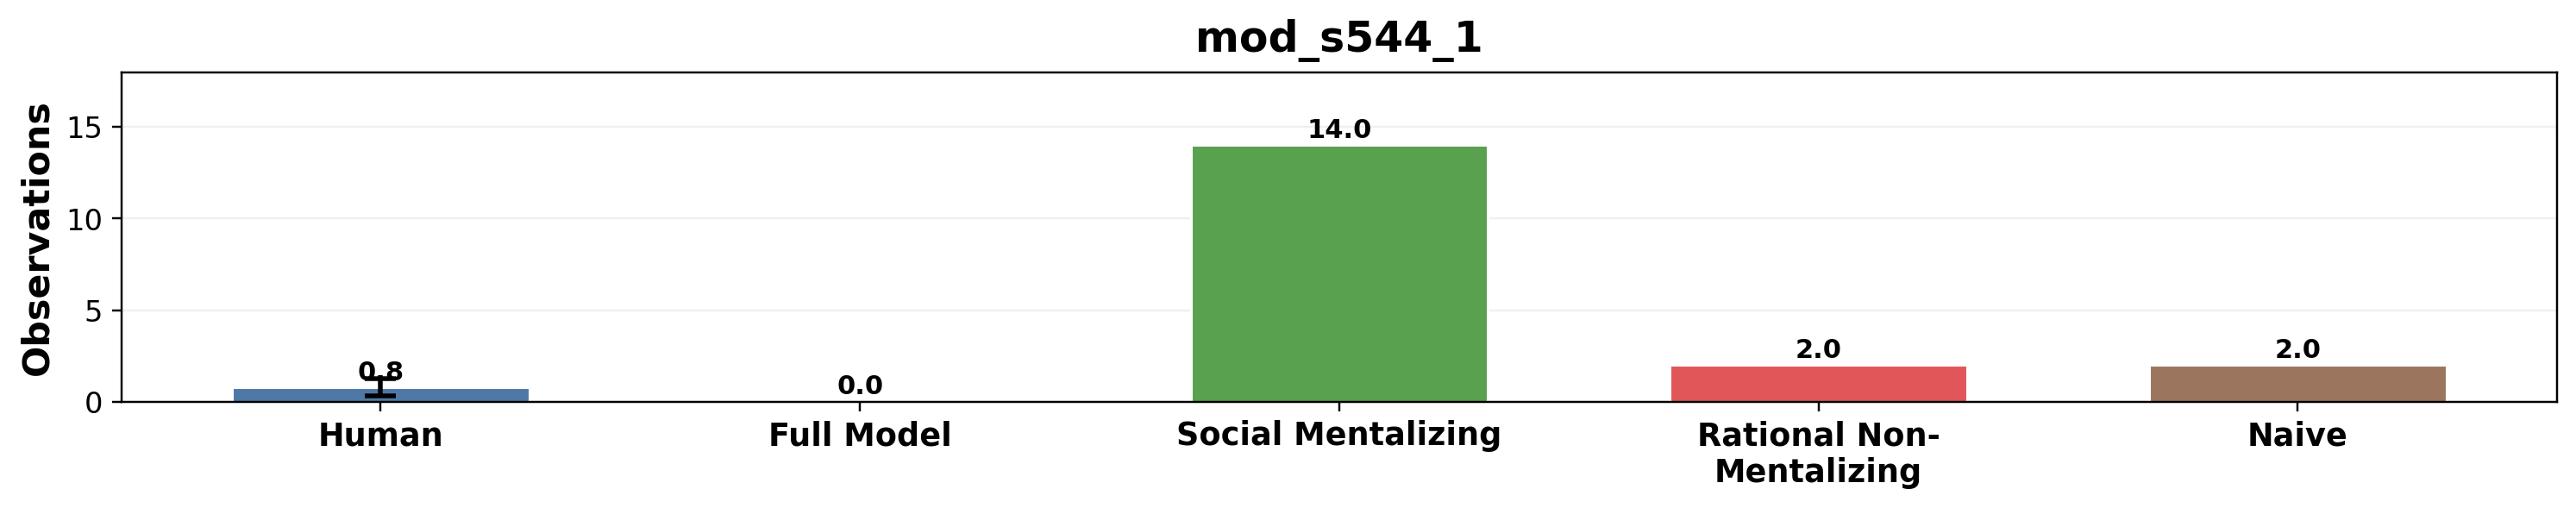 mod_s544_1
Observations
15
10
5
0
0.8
0.0
14.0
2.0
2.0
Human
Full Model
Social Mentalizing
Rational Non-
Mentalizing
Naive